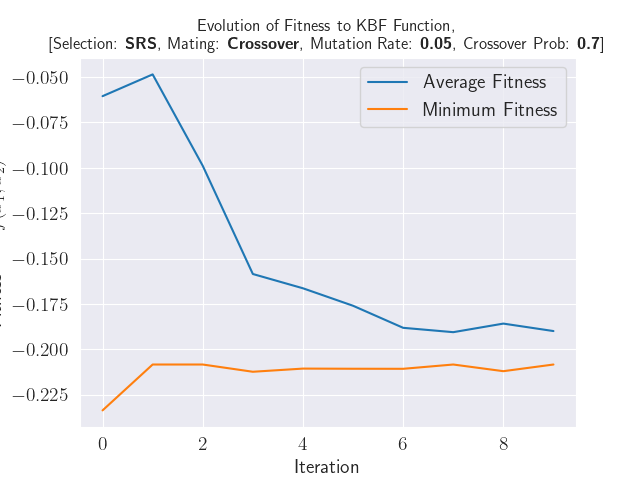 Evolution of Fitness to KBF Function,
[Selection: SRS, Mating: Crossover, Mutation Rate: 0.05, Crossover Prob: 0.7]
Average Fitness
Minimum Fitness
−0.050
−0.075
−0.100
−0.125
−0.150
−0.175
−0.200
−0.225
0 2 4 6 8
Iteration